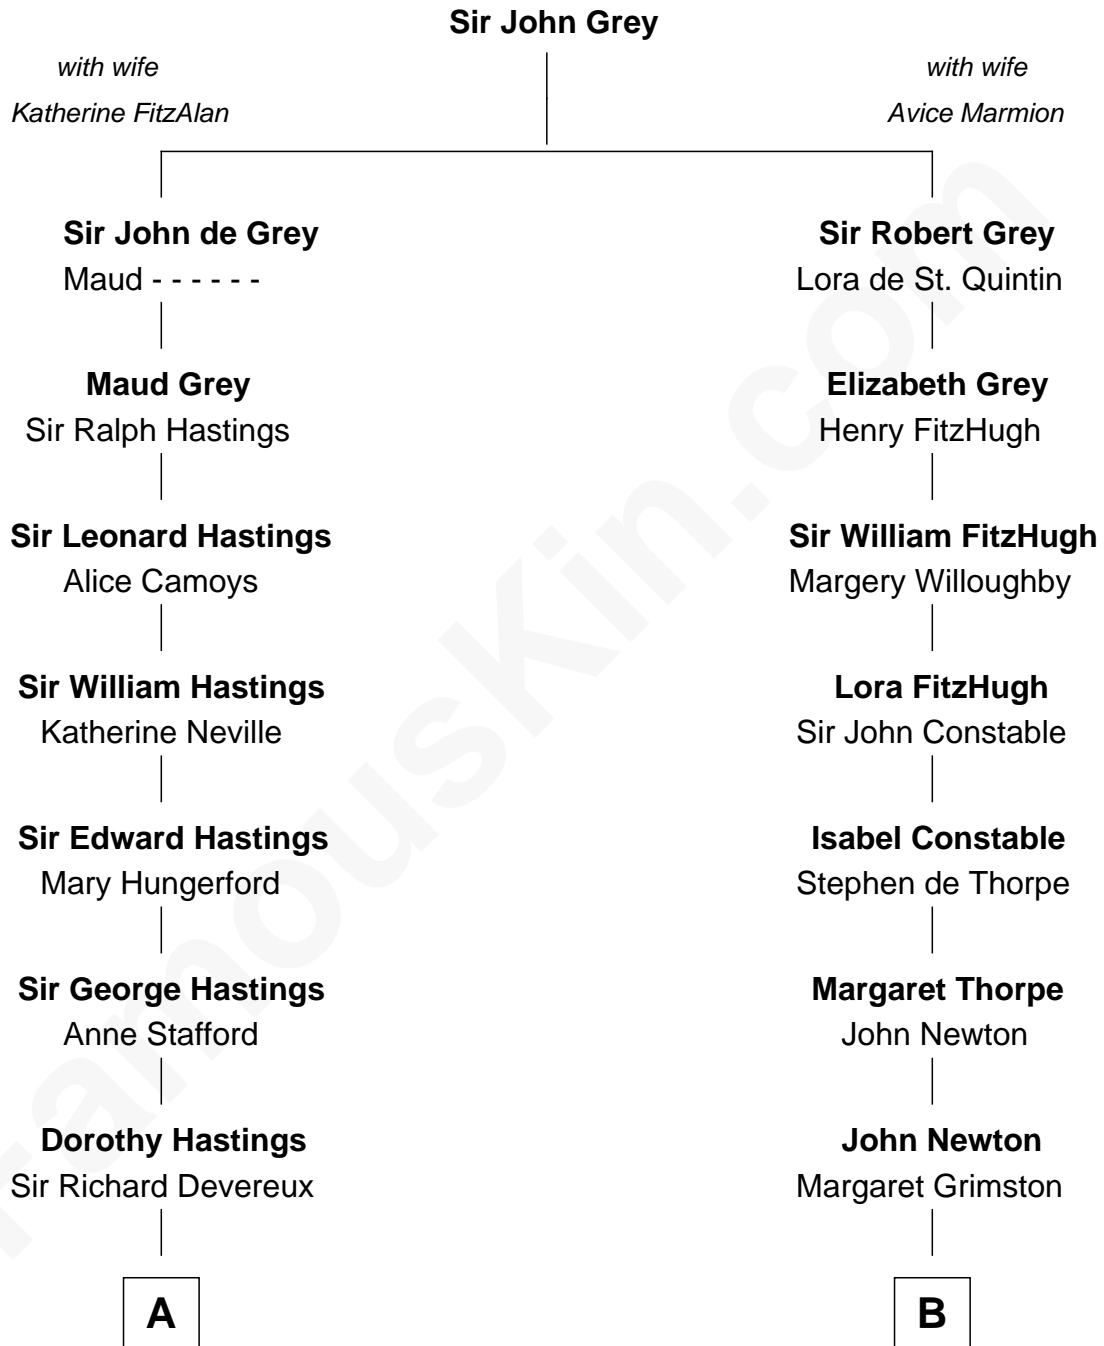 Sir John Grey
with wife
Katherine FitzAlan
with wife
Avice Marmion
Sir John de Grey
Maud - - - - - -
Sir Robert Grey
Lora de St. Quintin
Maud Grey
Sir Ralph Hastings
Elizabeth Grey
Henry FitzHugh
Sir Leonard Hastings
Alice Camoys
Sir William FitzHugh
Margery Willoughby
Sir William Hastings
Katherine Neville
Lora FitzHugh
Sir John Constable
Sir Edward Hastings
Mary Hungerford
Isabel Constable
Stephen de Thorpe
Sir George Hastings
Anne Stafford
Margaret Thorpe
John Newton
Dorothy Hastings
Sir Richard Devereux
John Newton
Margaret Grimston
A
B
FamousKin.com